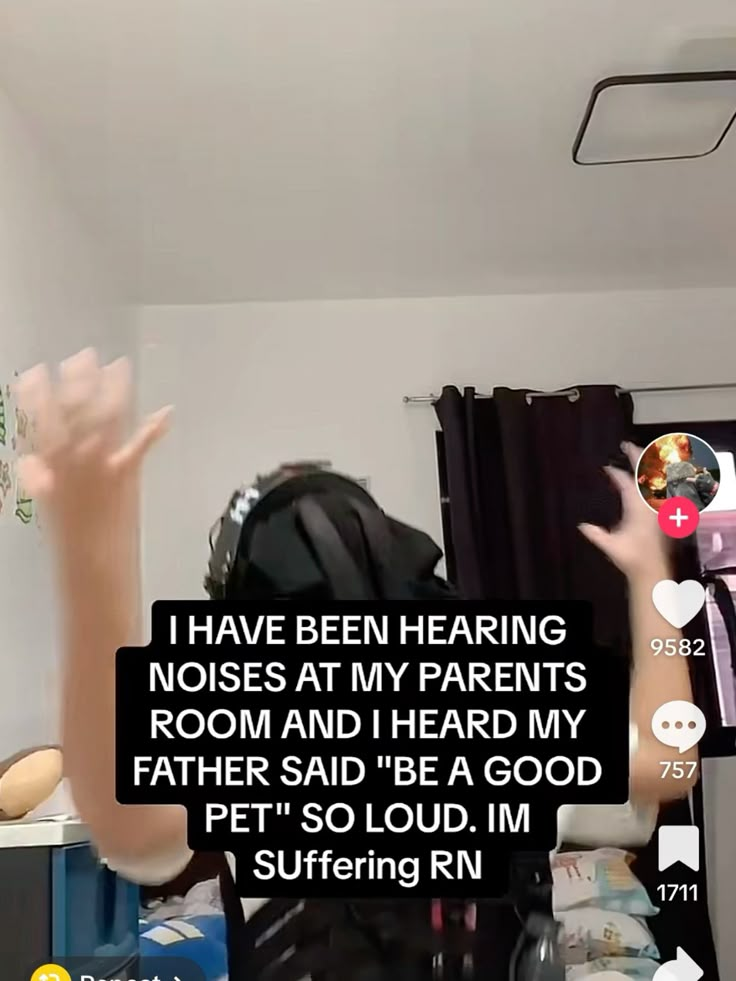 I HAVE BEEN HEARING
NOISES AT MY PARENTS
ROOM AND I HEARD MY
FATHER SAID "BE A GOOD
PET" SO LOUD. IM
SUffering RN
9582
757
1711